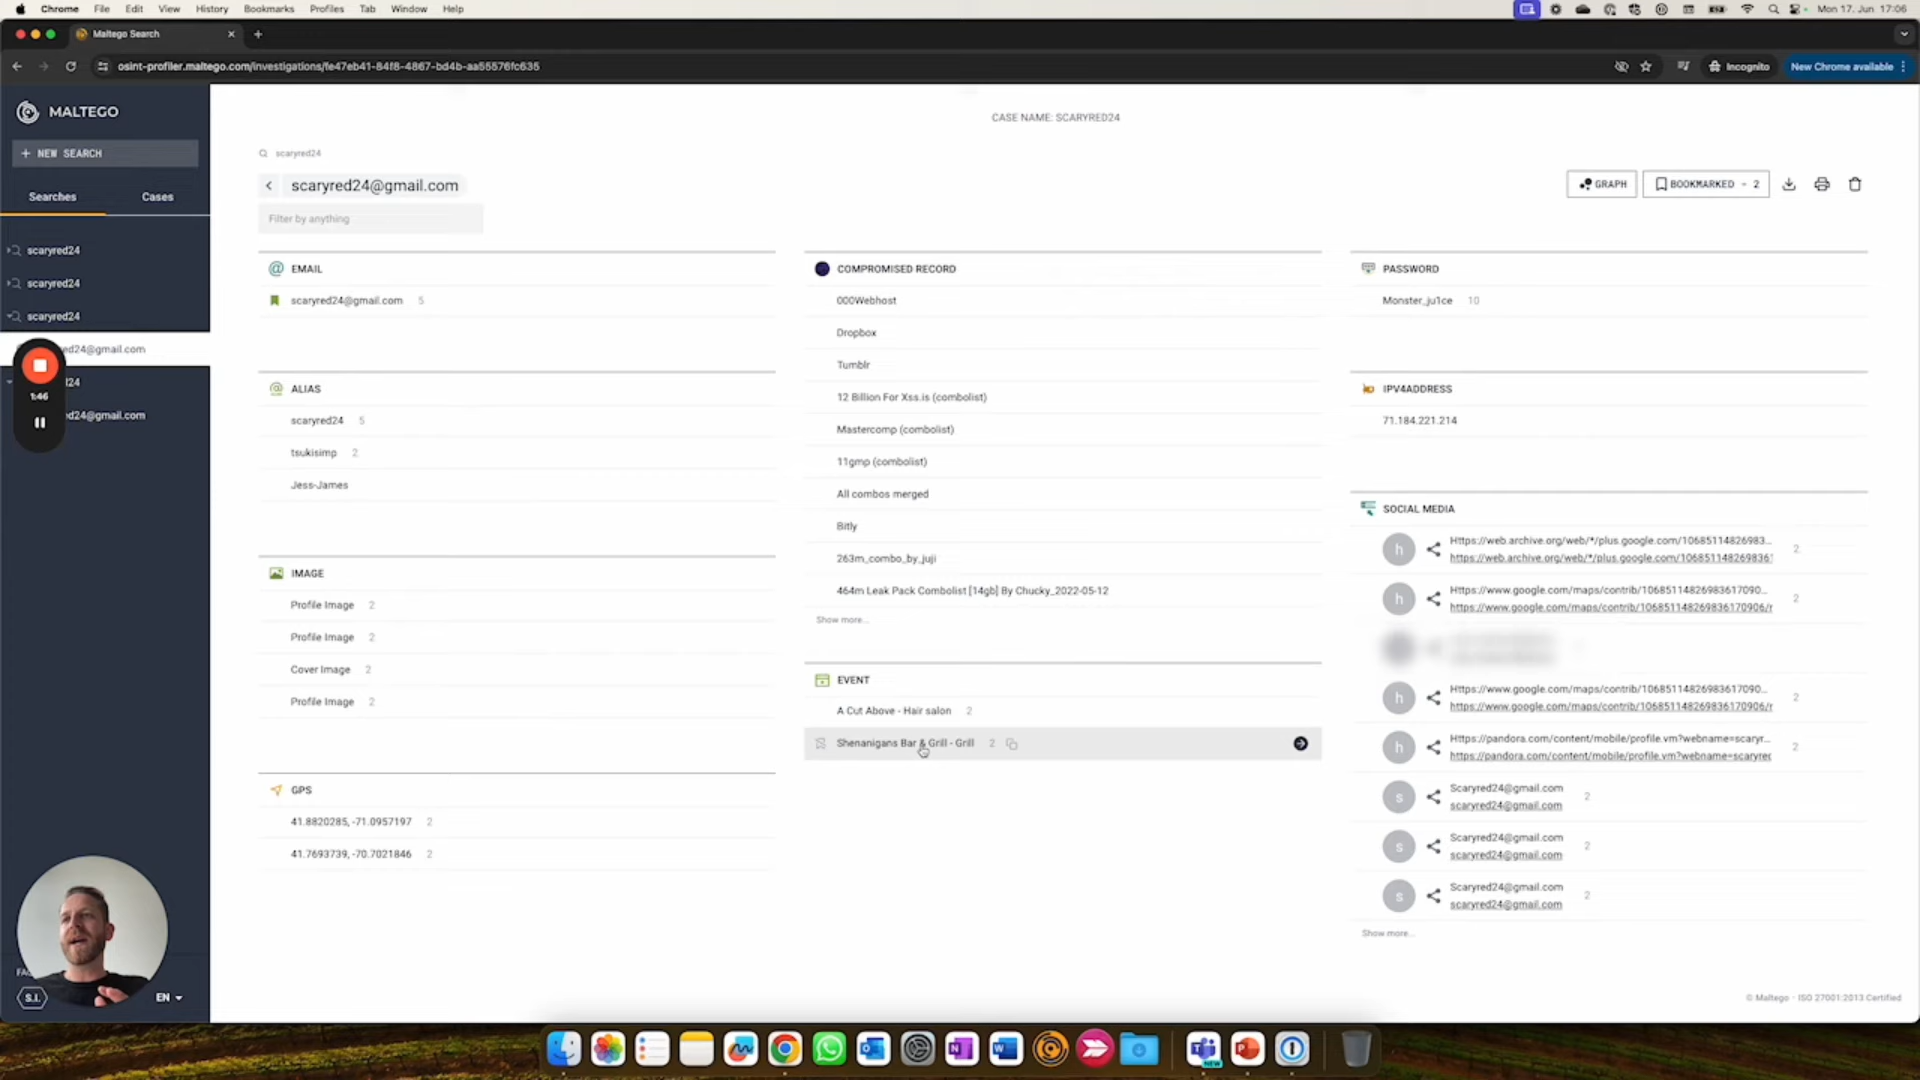 Chrome File Edit View History Bookmarks Profiles Tab Window Help
Mon 17. Jun 17:06
Maltego Search
osint-profiler.maltego.com/investigations/fe47eb41-84f8-4867-bd4b-aa55576fc635
Incognito
New Chrome available
MALTEGO
+ NEW SEARCH
Searches Cases
scaryred24
scaryred24
scaryred24
ed24@gmail.com
24
d24@gmail.com
1:46
S.I.
EN
CASE NAME: SCARYRED24
scaryred24
scaryred24@gmail.com
Filter by anything
GRAPH
BOOKMARKED - 2
EMAIL
scaryred24@gmail.com 5
ALIAS
scaryred24 5
tsukisimp 2
Jess-James
IMAGE
Profile Image 2
Profile Image 2
Cover Image 2
Profile Image 2
GPS
41.8820285, -71.0957197 2
41.7693739, -70.7021846 2
COMPROMISED RECORD
000Webhost
Dropbox
Tumblr
12 Billion For Xss.is (combolist)
Mastercomp (combolist)
11gmp (combolist)
All combos merged
Bitly
263m_combo_by_juji
464m Leak Pack Combolist [14gb] By Chucky_2022-05-12
Show more...
EVENT
A Cut Above - Hair salon 2
Shenanigans Bar & Grill - Grill 2
PASSWORD
Monster_ju1ce 10
IPV4ADDRESS
71.184.221.214
SOCIAL MEDIA
h
Https://web.archive.org/web/*/plus.google.com/10685114826983... 2
https://web.archive.org/web/*/plus.google.com/106851148269836
h
Https://www.google.com/maps/contrib/10685114826983617090... 2
https://www.google.com/maps/contrib/106851148269836170906/r
h
Https://www.google.com/maps/contrib/10685114826983617090... 2
https://www.google.com/maps/contrib/106851148269836170906/r
h
Https://pandora.com/content/mobile/profile.vm?webname=scaryr... 2
https://pandora.com/content/mobile/profile.vm?webname=scaryred
s
Scaryred24@gmail.com 2
scaryred24@gmail.com
s
Scaryred24@gmail.com 2
scaryred24@gmail.com
s
Scaryred24@gmail.com 2
scaryred24@gmail.com
Show more...
© Maltego - ISO 27001:2013 Certified
NEW